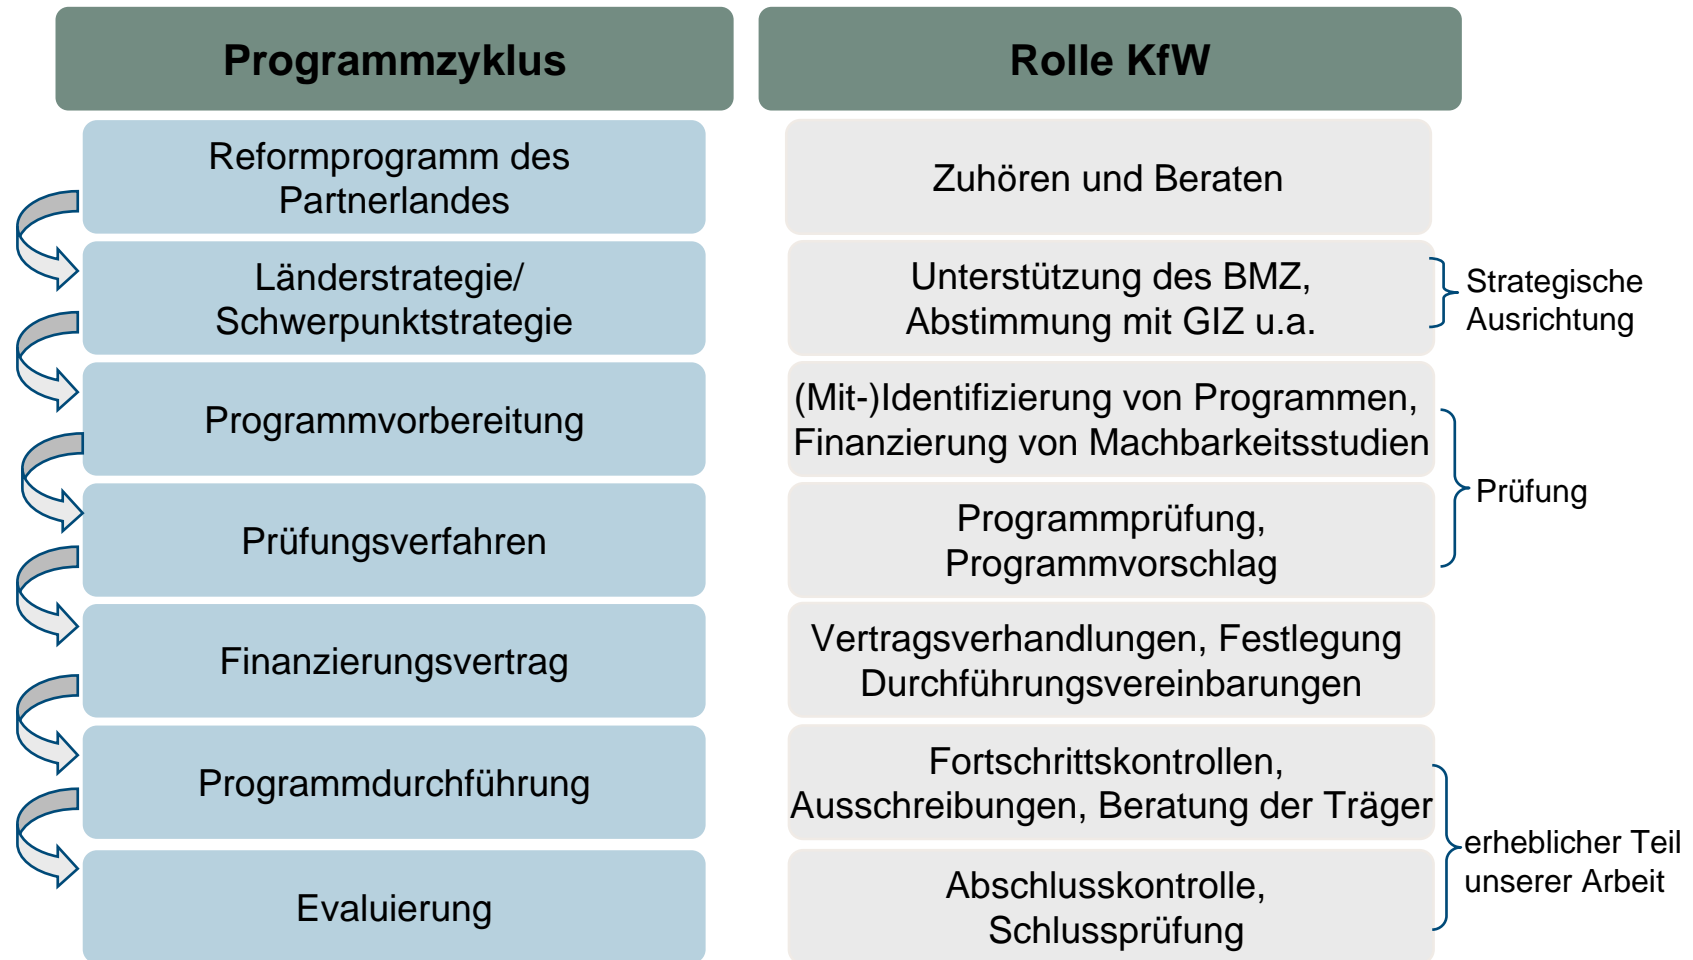 Programmzyklus
Rolle KfW
Reformprogramm des
Partnerlandes
Zuhören und Beraten
Länderstrategie/
Schwerpunktstrategie
Unterstützung des BMZ,
Abstimmung mit GIZ u.a.
Strategische
Ausrichtung
Programmvorbereitung
(Mit-)Identifizierung von Programmen,
Finanzierung von Machbarkeitsstudien
Prüfung
Prüfungsverfahren
Programmprüfung,
Programmvorschlag
Finanzierungsvertrag
Vertragsverhandlungen, Festlegung
Durchführungsvereinbarungen
Programmdurchführung
Fortschrittskontrollen,
Ausschreibungen, Beratung der Träger
erheblicher Teil
unserer Arbeit
Evaluierung
Abschlusskontrolle,
Schlussprüfung